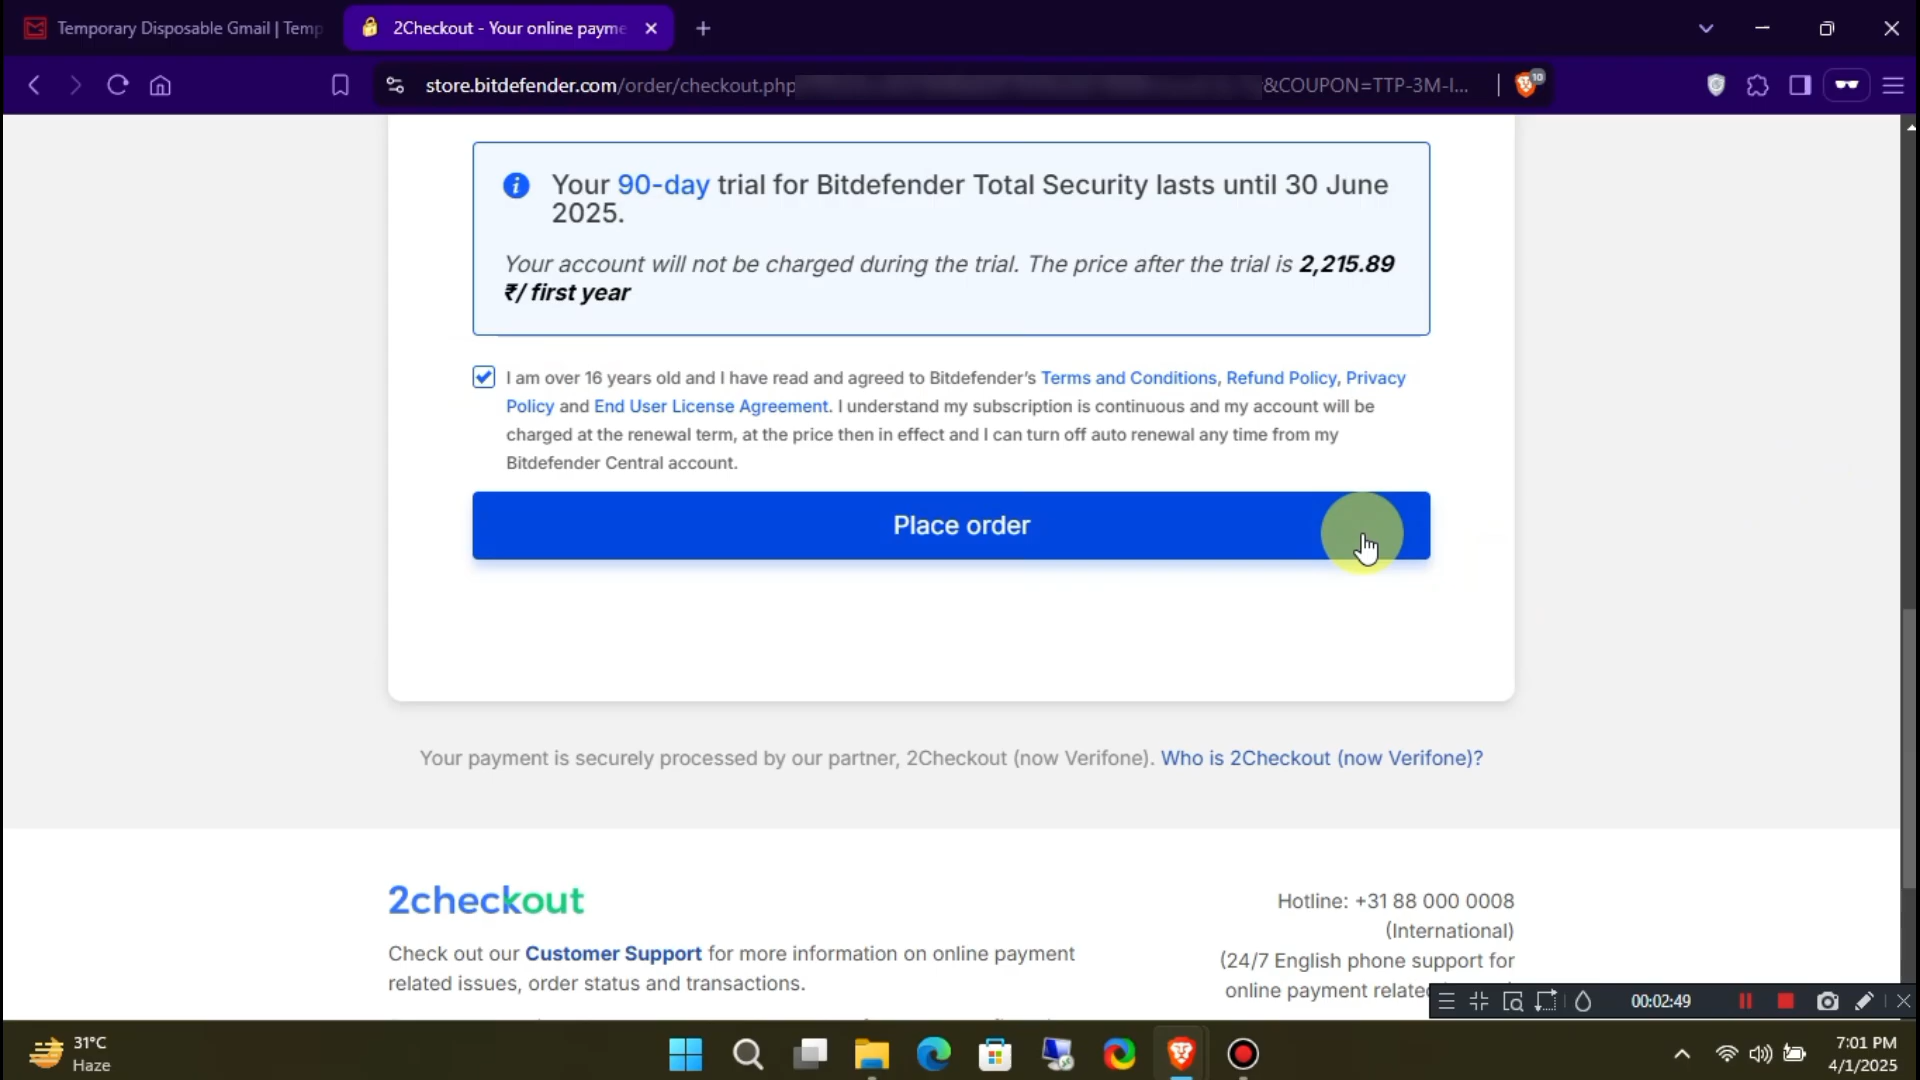 Temporary Disposable Gmail | Temp
2Checkout - Your online payme
store.bitdefender.com/order/checkout.php
&COUPON=TTP-3M-I...
10
Your 90-day trial for Bitdefender Total Security lasts until 30 June
2025.
Your account will not be charged during the trial. The price after the trial is 2,215.89
₹/ first year
I am over 16 years old and I have read and agreed to Bitdefender's Terms and Conditions, Refund Policy, Privacy
Policy and End User License Agreement. I understand my subscription is continuous and my account will be
charged at the renewal term, at the price then in effect and I can turn off auto renewal any time from my
Bitdefender Central account.
Place order
Your payment is securely processed by our partner, 2Checkout (now Verifone). Who is 2Checkout (now Verifone)?
2checkout
Check out our Customer Support for more information on online payment
related issues, order status and transactions.
Hotline: +31 88 000 0008
(International)
(24/7 English phone support for
online payment relate
00:02:49
31°C
Haze
7:01 PM
4/1/2025